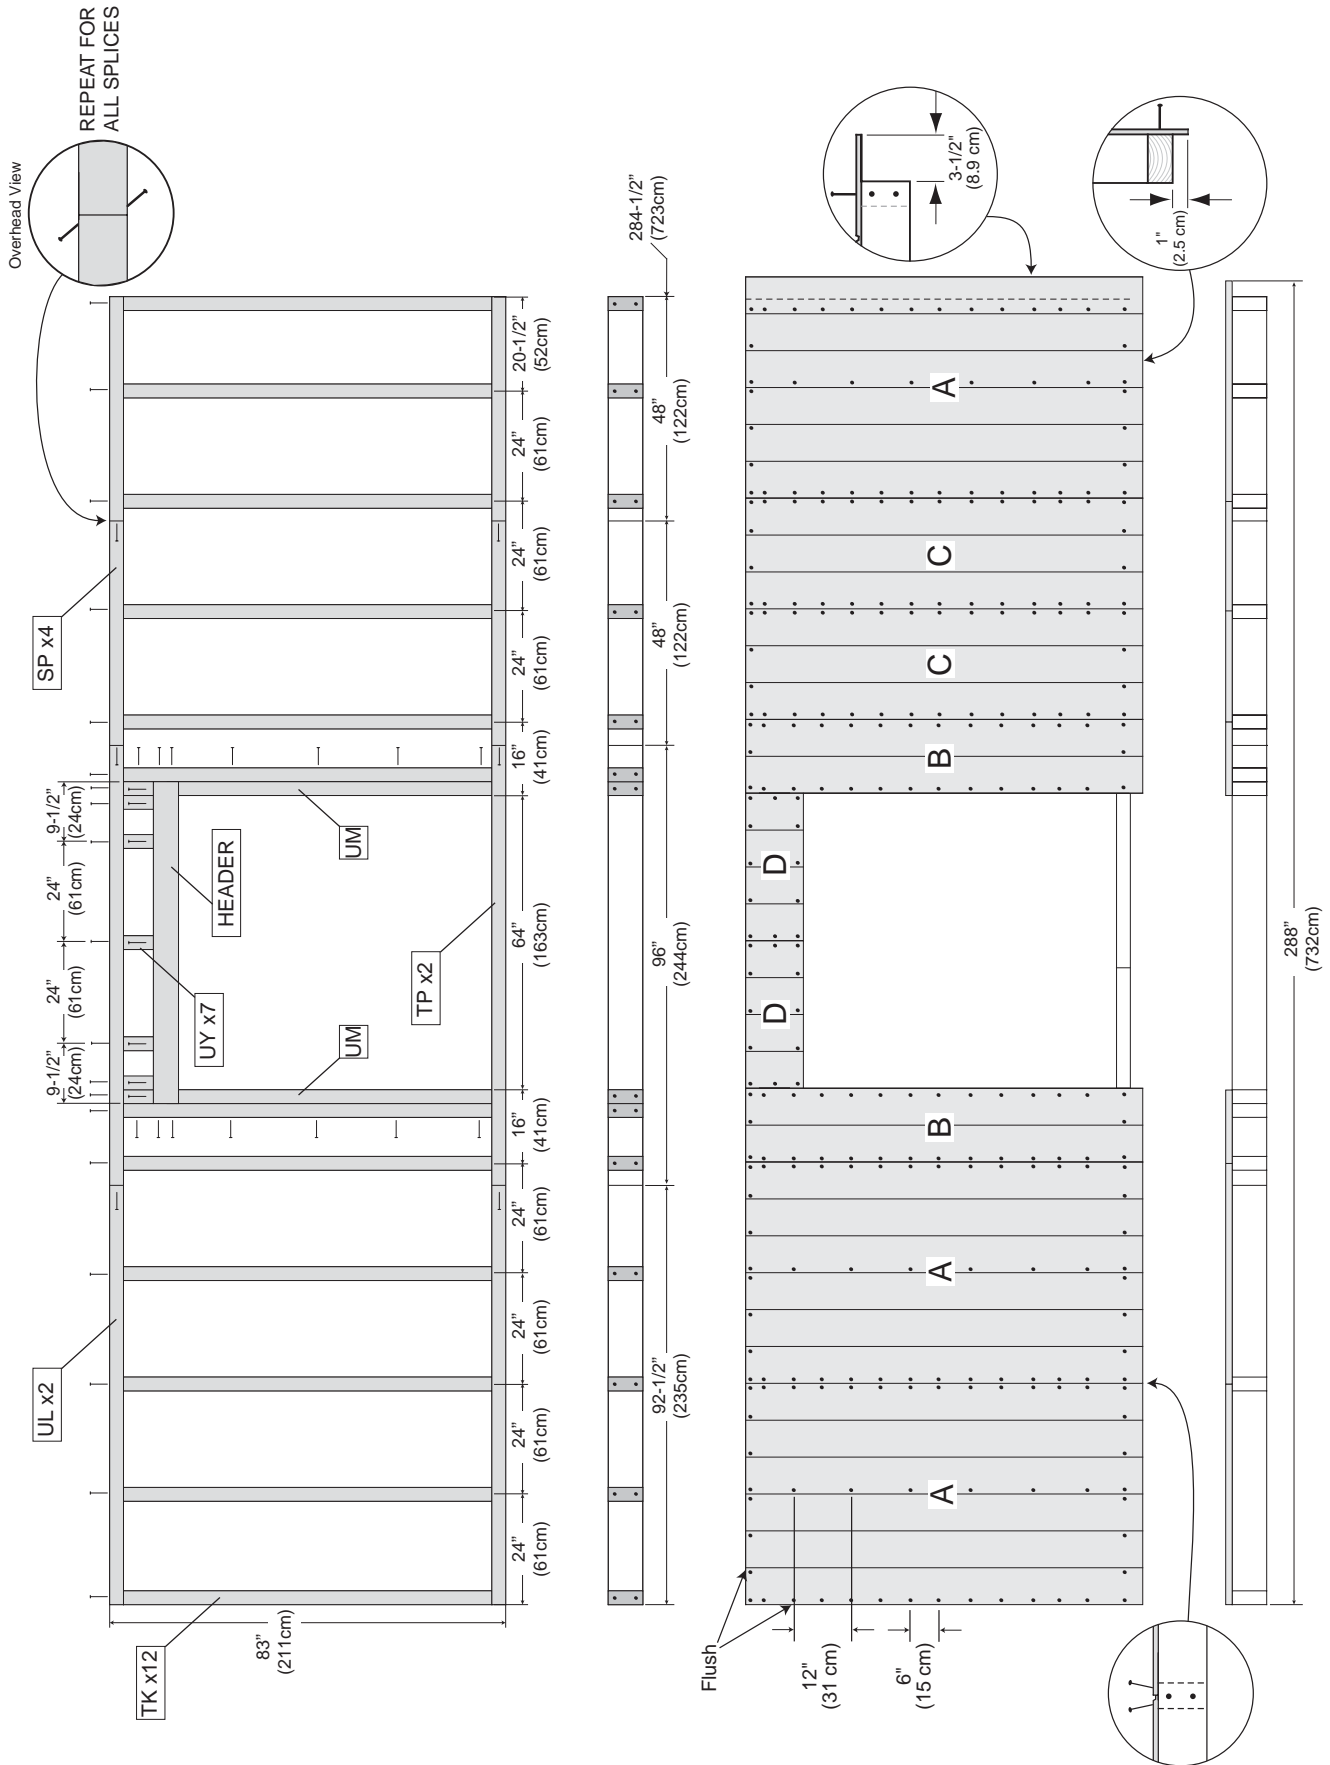 Overhead View
REPEAT FOR
ALL SPLICES
UL x2
SP x4
9-1/2"
(24cm)
24"
(61cm)
24"
(61cm)
9-1/2"
(24cm)
HEADER
UY x7
UM
UM
TP x2
TK x12
83"
(211cm)
24"
(61cm)
24"
(61cm)
24"
(61cm)
24"
(61cm)
16"
(41cm)
64"
(163cm)
16"
(41cm)
24"
(61cm)
24"
(61cm)
24"
(61cm)
20-1/2"
(52cm)
92-1/2"
(235cm)
96"
(244cm)
48"
(122cm)
48"
(122cm)
284-1/2"
(723cm)
Flush
12"
(31 cm)
6"
(15 cm)
A
A
B
D
D
B
C
C
A
3-1/2"
(8.9 cm)
1"
(2.5 cm)
288"
(732cm)